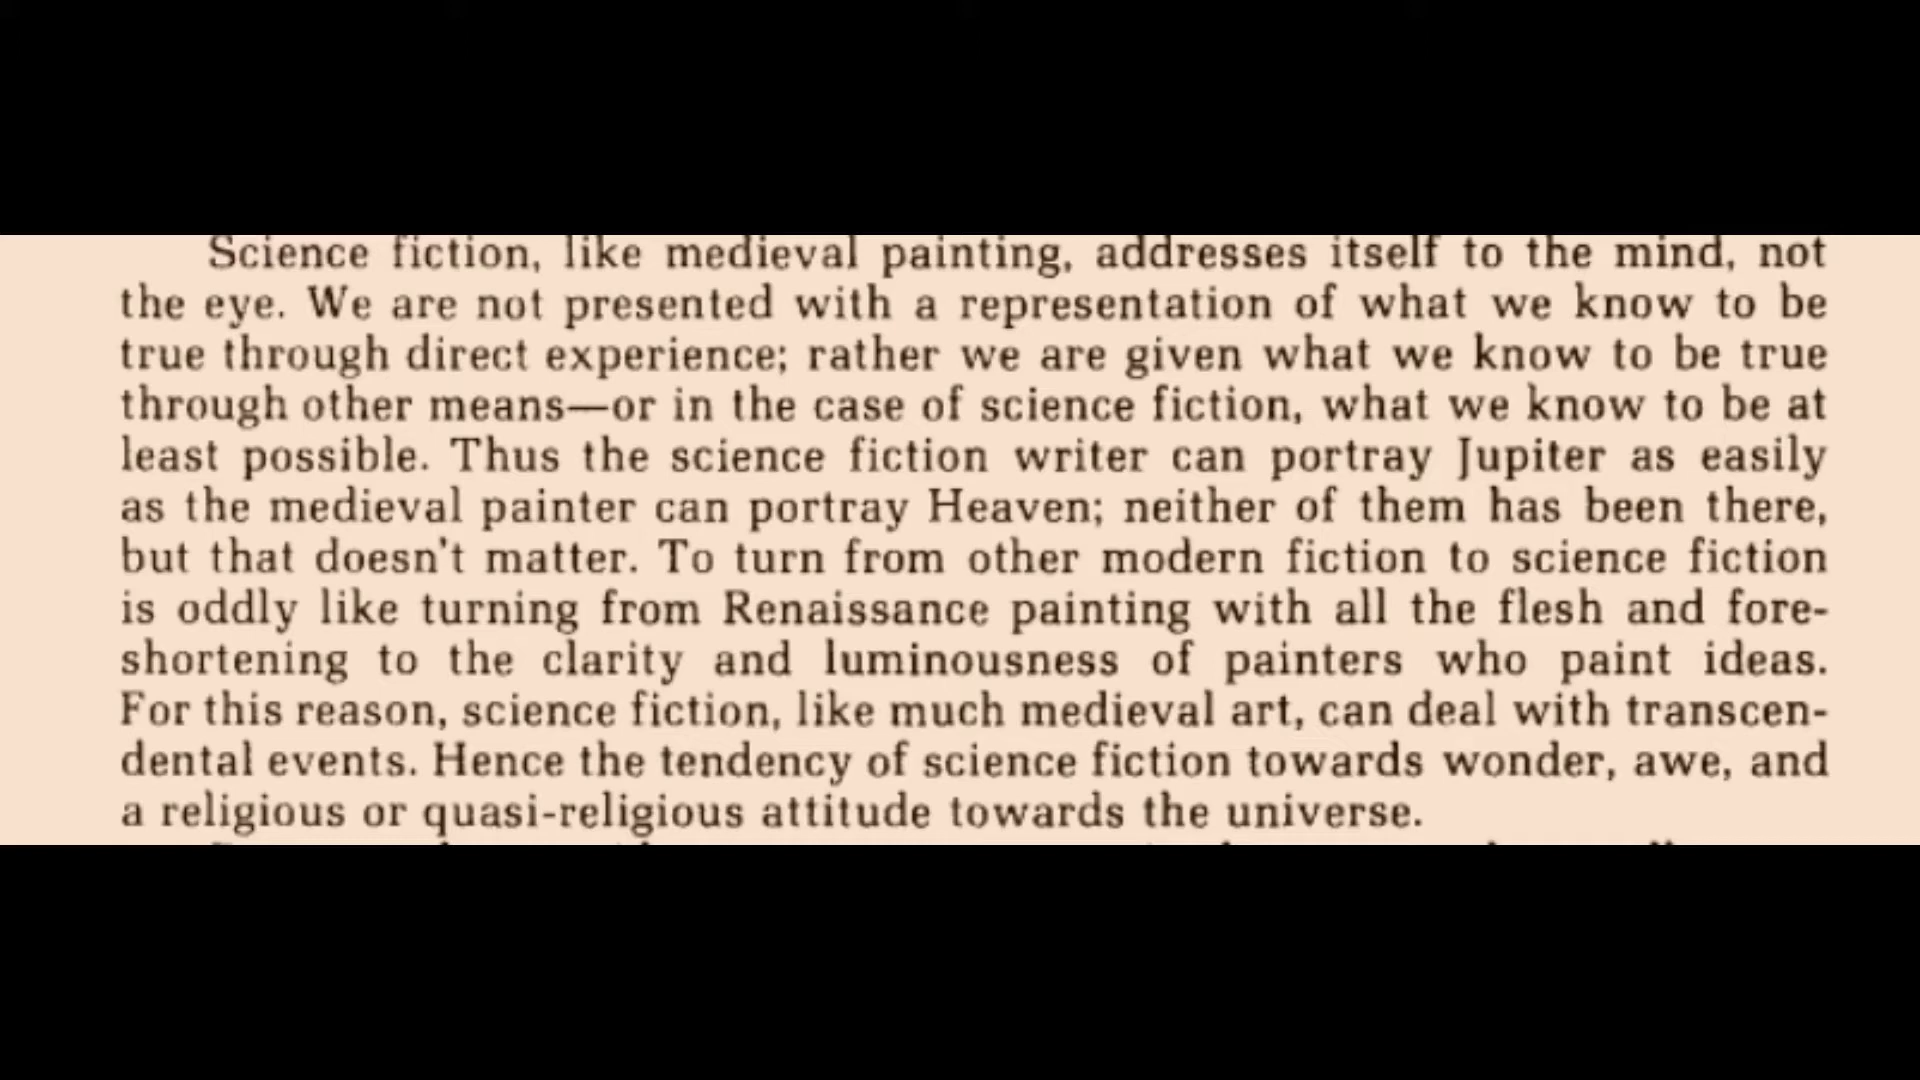 Science fiction, like medieval painting, addresses itself to the mind, not
the eye. We are not presented with a representation of what we know to be
true through direct experience; rather we are given what we know to be true
through other means—or in the case of science fiction, what we know to be at
least possible. Thus the science fiction writer can portray Jupiter as easily
as the medieval painter can portray Heaven; neither of them has been there,
but that doesn't matter. To turn from other modern fiction to science fiction
is oddly like turning from Renaissance painting with all the flesh and fore-
shortening to the clarity and luminousness of painters who paint ideas.
For this reason, science fiction, like much medieval art, can deal with transcen-
dental events. Hence the tendency of science fiction towards wonder, awe, and
a religious or quasi-religious attitude towards the universe.